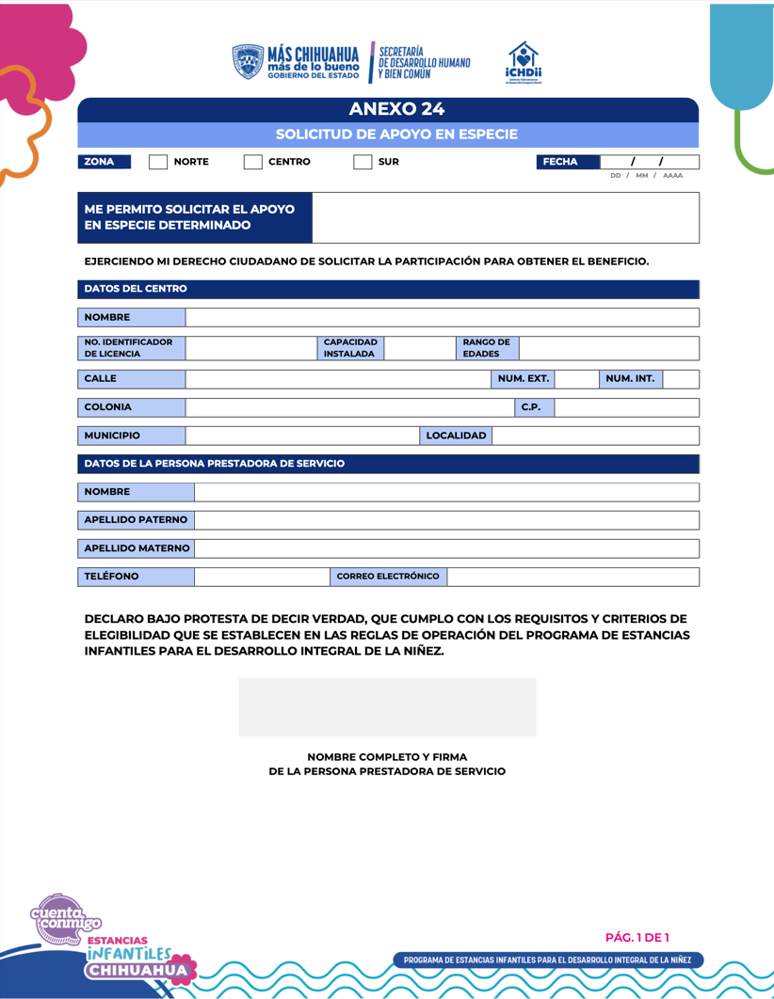 MÁS CHIHUAHUA
más de lo bueno
GOBIERNO DEL ESTADO
SECRETARÍA
DE DESARROLLO HUMANO
Y BIEN COMÚN
iCHDii
ANEXO 24
SOLICITUD DE APOYO EN ESPECIE
ZONA NORTE CENTRO SUR FECHA / /
DD / MM / AAAA
ME PERMITO SOLICITAR EL APOYO
EN ESPECIE DETERMINADO
EJERCIENDO MI DERECHO CIUDADANO DE SOLICITAR LA PARTICIPACIÓN PARA OBTENER EL BENEFICIO.
DATOS DEL CENTRO
NOMBRE
NO. IDENTIFICADOR
DE LICENCIA
CAPACIDAD
INSTALADA
RANGO DE
EDADES
CALLE NUM. EXT. NUM. INT.
COLONIA C.P.
MUNICIPIO LOCALIDAD
DATOS DE LA PERSONA PRESTADORA DE SERVICIO
NOMBRE
APELLIDO PATERNO
APELLIDO MATERNO
TELÉFONO CORREO ELECTRÓNICO
DECLARO BAJO PROTESTA DE DECIR VERDAD, QUE CUMPLO CON LOS REQUISITOS Y CRITERIOS DE
ELEGIBILIDAD QUE SE ESTABLECEN EN LAS REGLAS DE OPERACIÓN DEL PROGRAMA DE ESTANCIAS
INFANTILES PARA EL DESARROLLO INTEGRAL DE LA NIÑEZ.
NOMBRE COMPLETO Y FIRMA
DE LA PERSONA PRESTADORA DE SERVICIO
cuenta
conmigo
ESTANCIAS
iNFANTiLES
CHIHUAHUA
PÁG. 1 DE 1
PROGRAMA DE ESTANCIAS INFANTILES PARA EL DESARROLLO INTEGRAL DE LA NIÑEZ